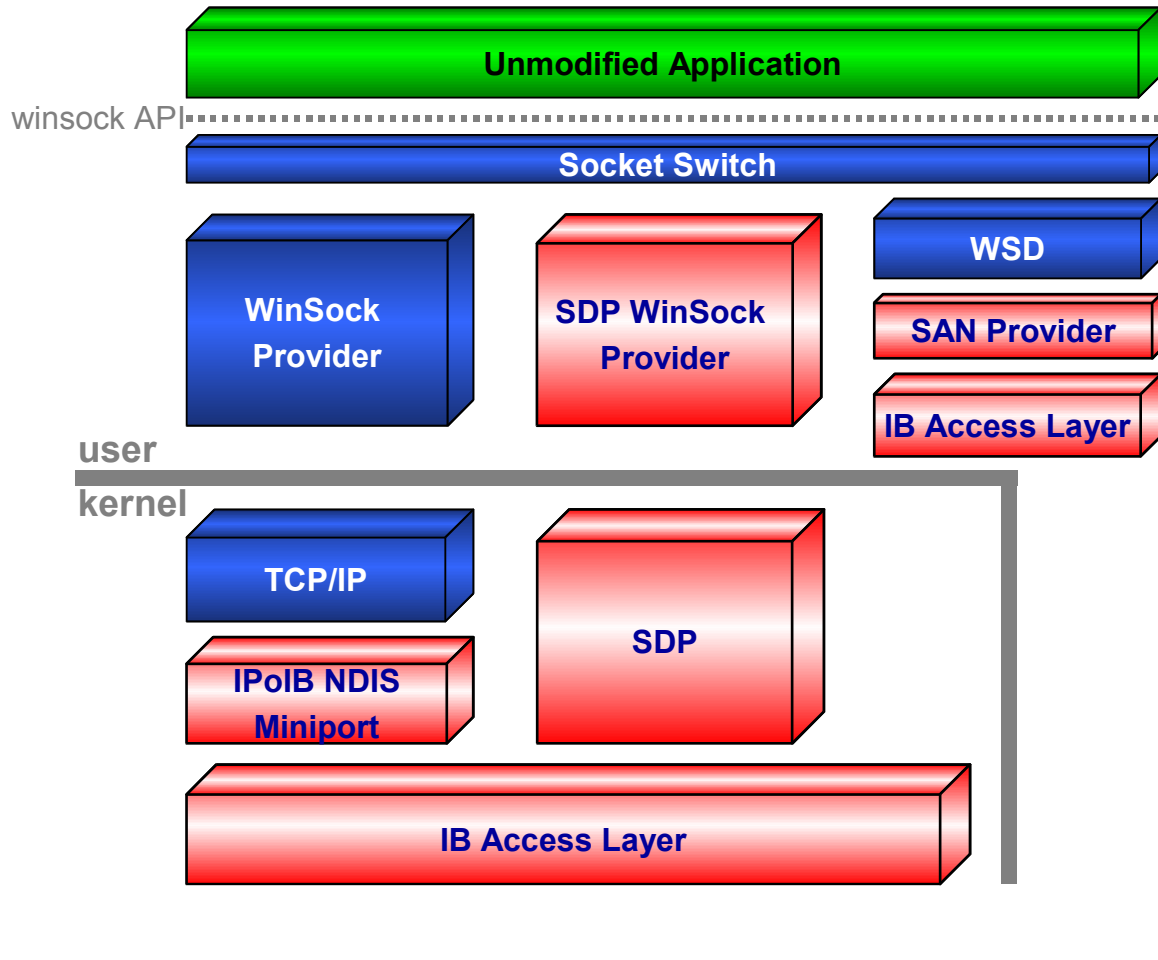 Unmodified Application
winsock API
Socket Switch
WinSock
Provider
SDP WinSock
Provider
WSD
SAN Provider
IB Access Layer
user
kernel
TCP/IP
IPoIB NDIS
Miniport
SDP
IB Access Layer